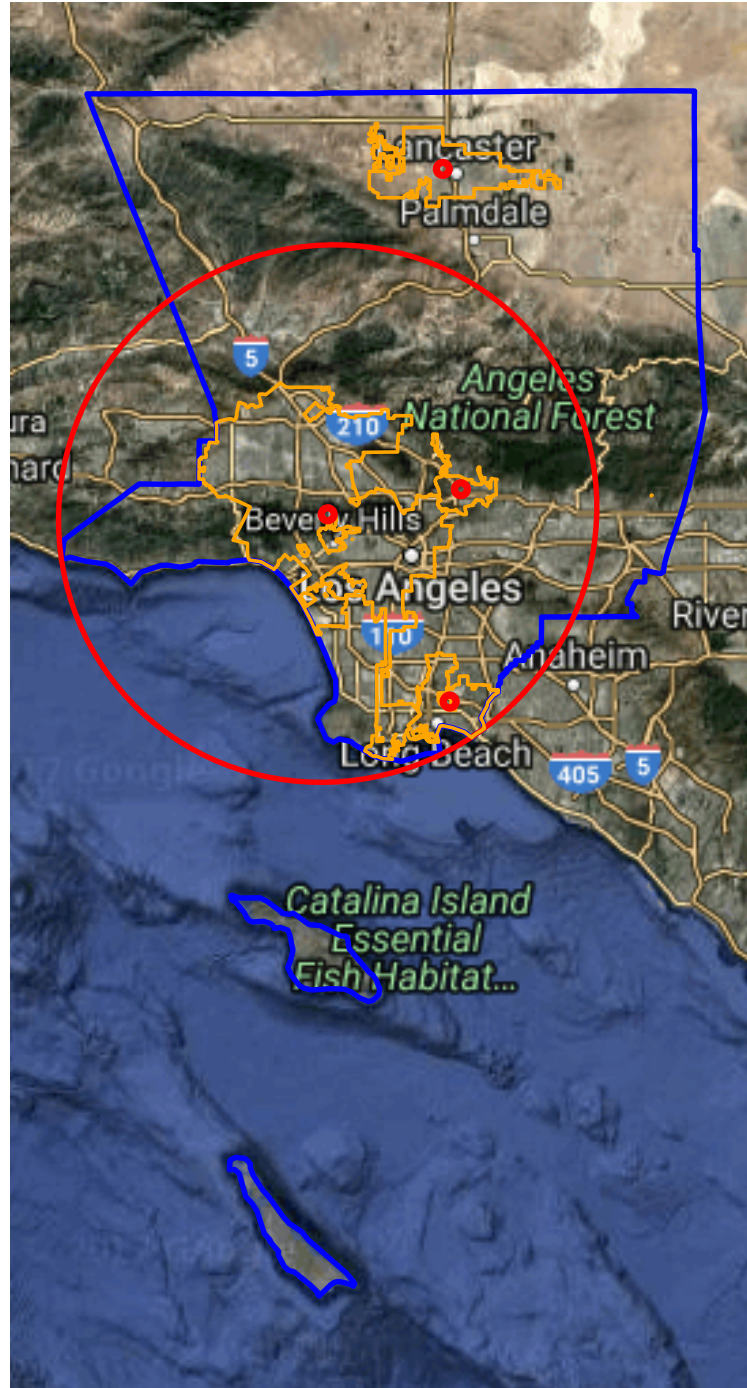 Lancaster
Palmdale
5
Angeles
National Forest
ura
210
nard
Beverly Hills
Los Angeles
110
River
Anaheim
Long Beach
405
5
Catalina Island
Essential
Fish Habitat...